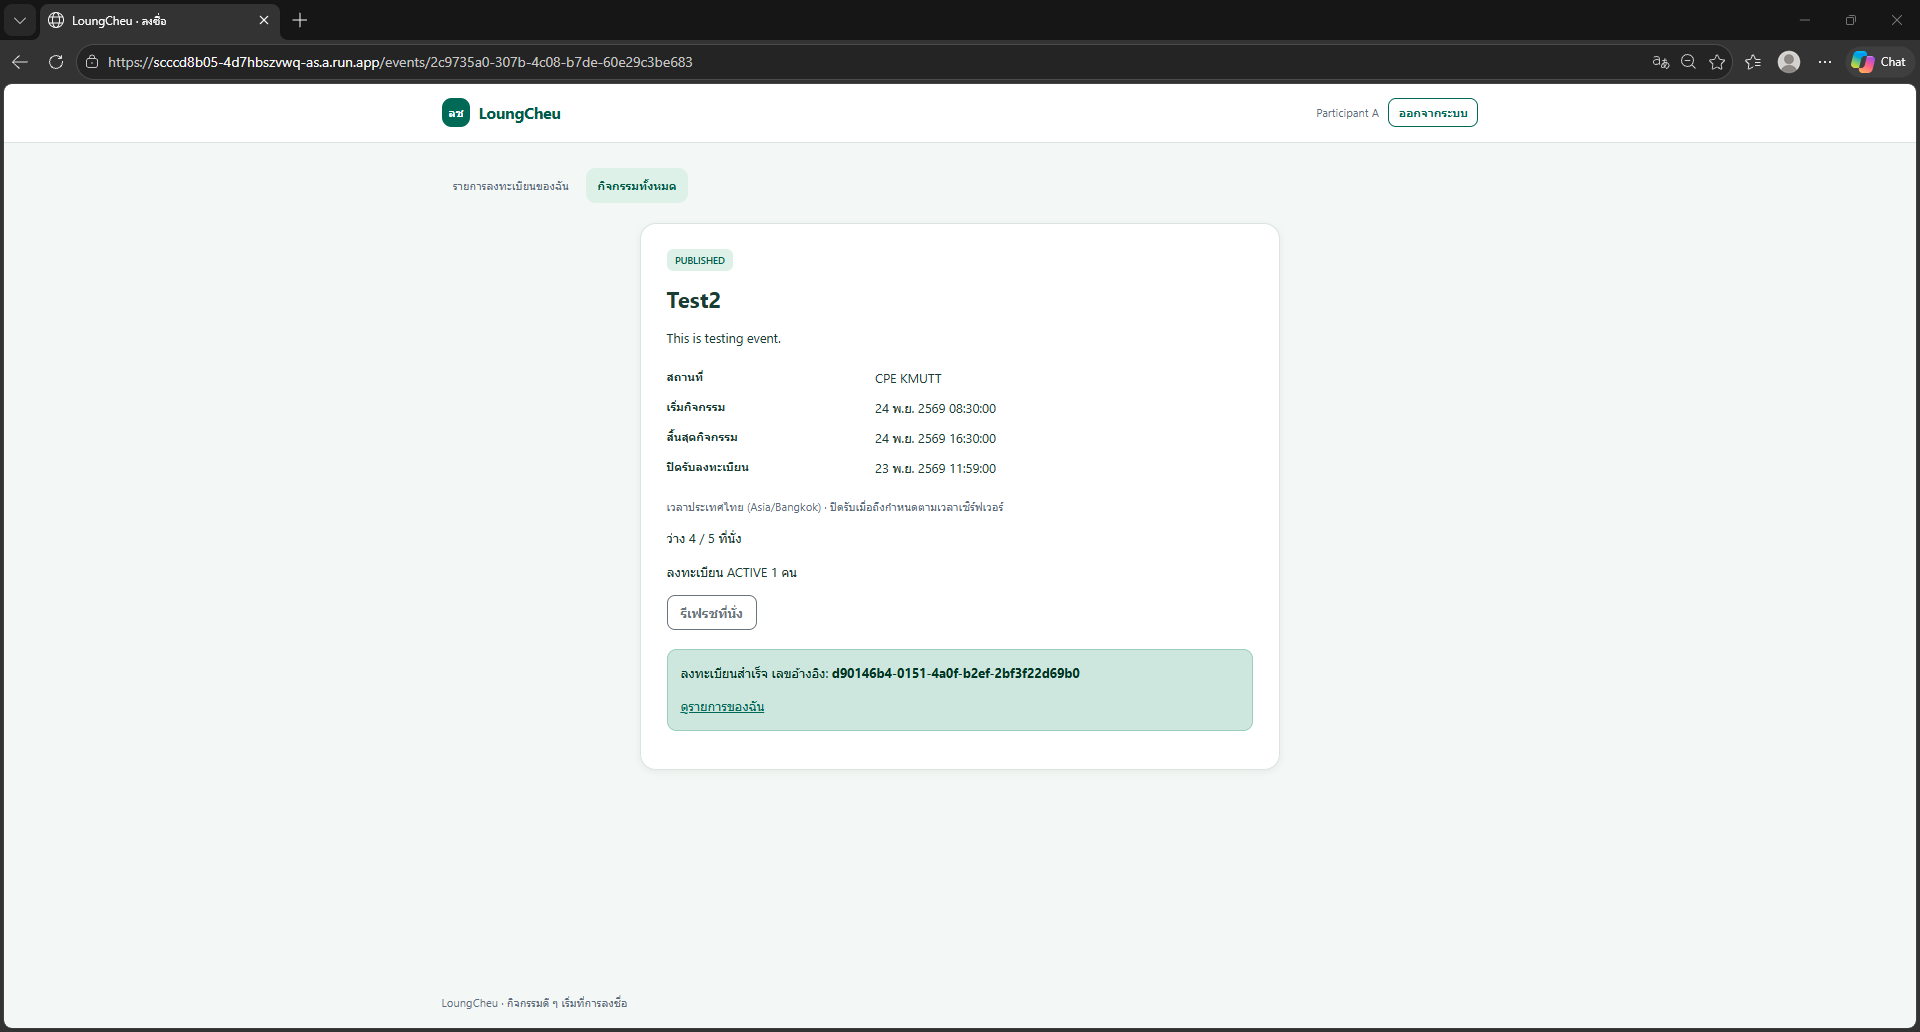 LoungCheu · ลงชื่อ
https://scccd8b05-4d7hbszvwq-as.a.run.app/events/2c9735a0-307b-4c08-b7de-60e29c3be683
Chat
ลช LoungCheu
Participant A ออกจากระบบ
รายการลงทะเบียนของฉัน กิจกรรมทั้งหมด
PUBLISHED
Test2
This is testing event.
สถานที่ CPE KMUTT
เริ่มกิจกรรม 24 พ.ย. 2569 08:30:00
สิ้นสุดกิจกรรม 24 พ.ย. 2569 16:30:00
ปิดรับลงทะเบียน 23 พ.ย. 2569 11:59:00
เวลาประเทศไทย (Asia/Bangkok) · ปิดรับเมื่อถึงกำหนดตามเวลาเซิร์ฟเวอร์
ว่าง 4 / 5 ที่นั่ง
ลงทะเบียน ACTIVE 1 คน
รีเฟรชที่นั่ง
ลงทะเบียนสำเร็จ เลขอ้างอิง: d90146b4-0151-4a0f-b2ef-2bf3f22d69b0
ดูรายการของฉัน
LoungCheu · กิจกรรมดี ๆ เริ่มที่การลงชื่อ